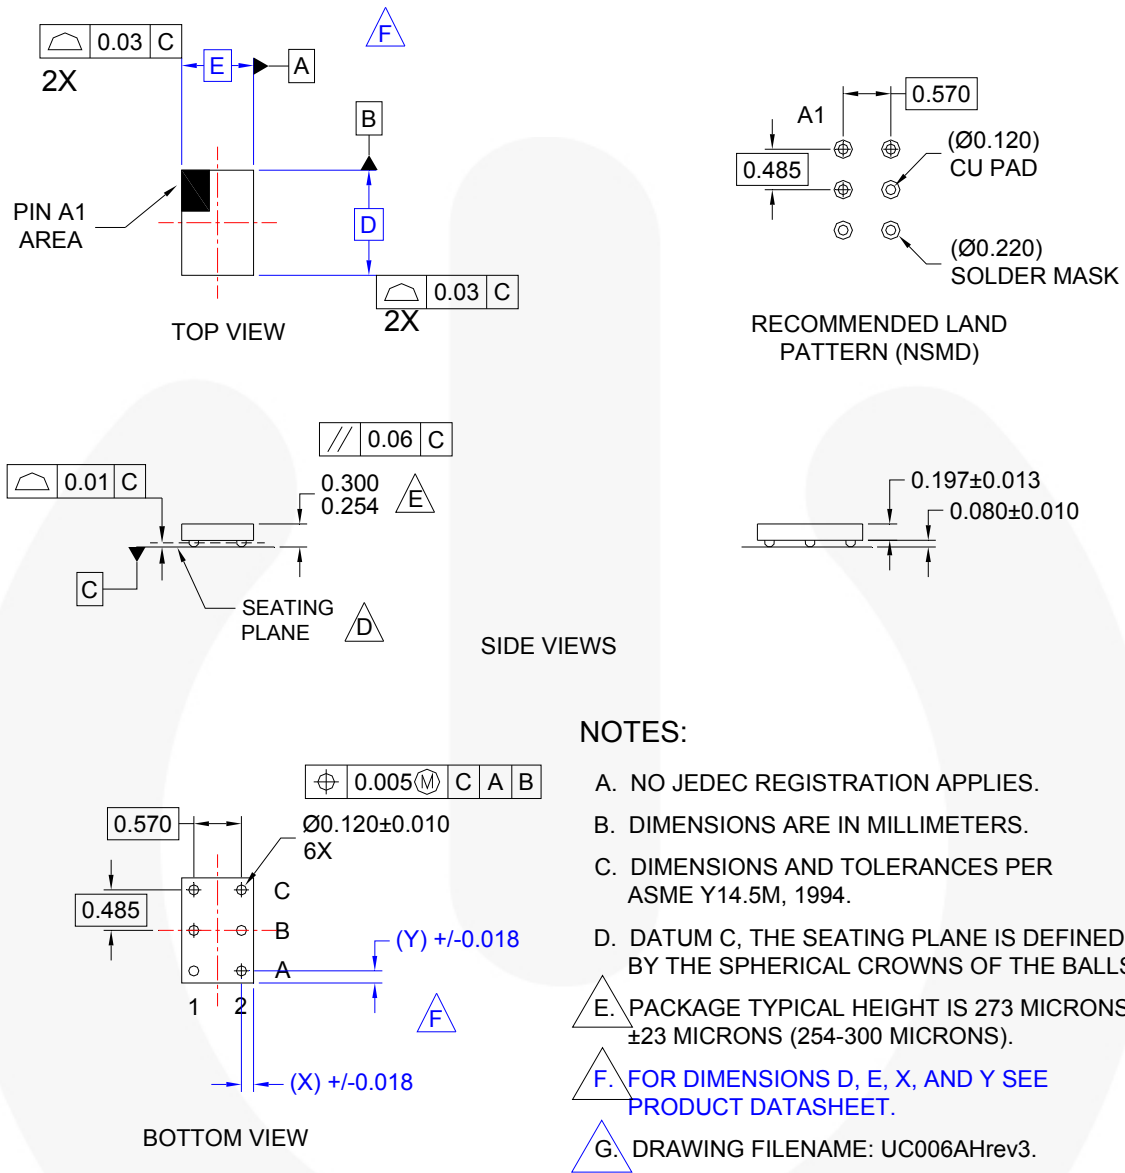 0.03 C
2X
E
A
F
B
PIN A1
AREA
D
0.03 C
2X
TOP VIEW
0.570
A1
0.485
(Ø0.120)
CU PAD
(Ø0.220)
SOLDER MASK
RECOMMENDED LAND
PATTERN (NSMD)
0.06 C
0.01 C
0.300
0.254
E
C
SEATING
PLANE
D
0.197±0.013
0.080±0.010
SIDE VIEWS
0.005 M C A B
0.570
Ø0.120±0.010
6X
0.485
C
B
A
1 2
(Y) +/-0.018
F
(X) +/-0.018
BOTTOM VIEW
NOTES:
A. NO JEDEC REGISTRATION APPLIES.
B. DIMENSIONS ARE IN MILLIMETERS.
C. DIMENSIONS AND TOLERANCES PER
ASME Y14.5M, 1994.
D. DATUM C, THE SEATING PLANE IS DEFINED
BY THE SPHERICAL CROWNS OF THE BALLS
E. PACKAGE TYPICAL HEIGHT IS 273 MICRONS
±23 MICRONS (254-300 MICRONS).
F. FOR DIMENSIONS D, E, X, AND Y SEE
PRODUCT DATASHEET.
G. DRAWING FILENAME: UC006AHrev3.